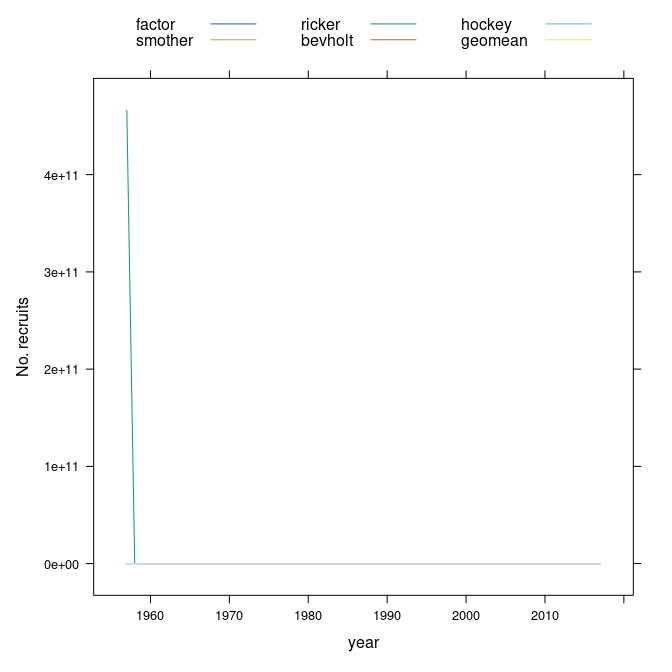 factor ricker hockey
smother bevholt geomean
4e+11
3e+11
2e+11
1e+11
0e+00
No. recruits
1960 1970 1980 1990 2000 2010
year